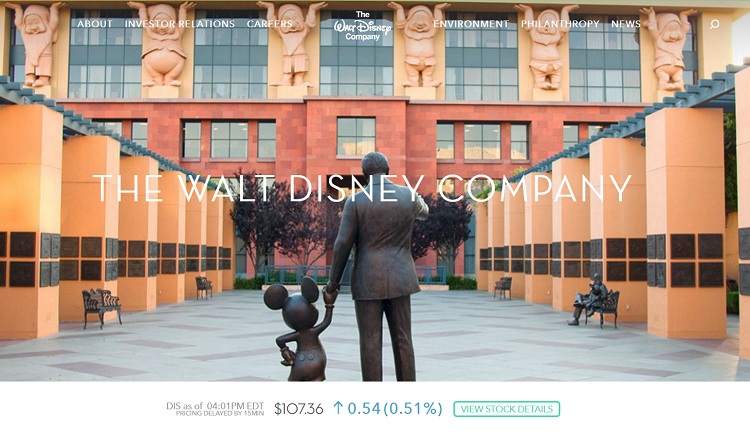 ABOUT INVESTOR RELATIONS CAREERS
The
WALT DISNEY
Company
ENVIRONMENT PHILANTHROPY NEWS
THE WALT DISNEY COMPANY
DIS as of 04:01PM EDT
PRICING DELAYED BY 15MIN
$107.36 ↑ 0.54 (0.51%)
VIEW STOCK DETAILS